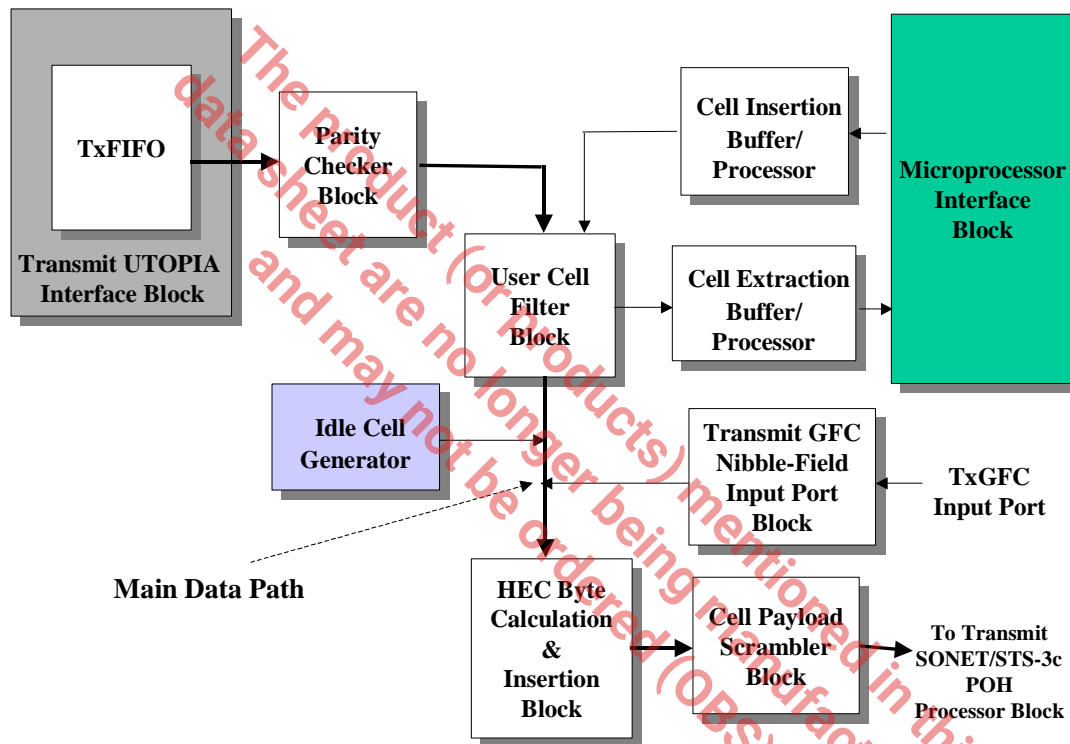 TxFIFO
Transmit UTOPIA
Interface Block
Parity
Checker
Block
Cell Insertion
Buffer/
Processor
Microprocessor
Interface
Block
User Cell
Filter
Block
Cell Extraction
Buffer/
Processor
Idle Cell
Generator
Transmit GFC
Nibble-Field
Input Port
Block
TxGFC
Input Port
Main Data Path
HEC Byte
Calculation
&
Insertion
Block
Cell Payload
Scrambler
Block
To Transmit
SONET/STS-3c
POH
Processor Block
The product (or products) mentioned in this
data sheet are no longer being manufact
and may not be ordered (OBS)